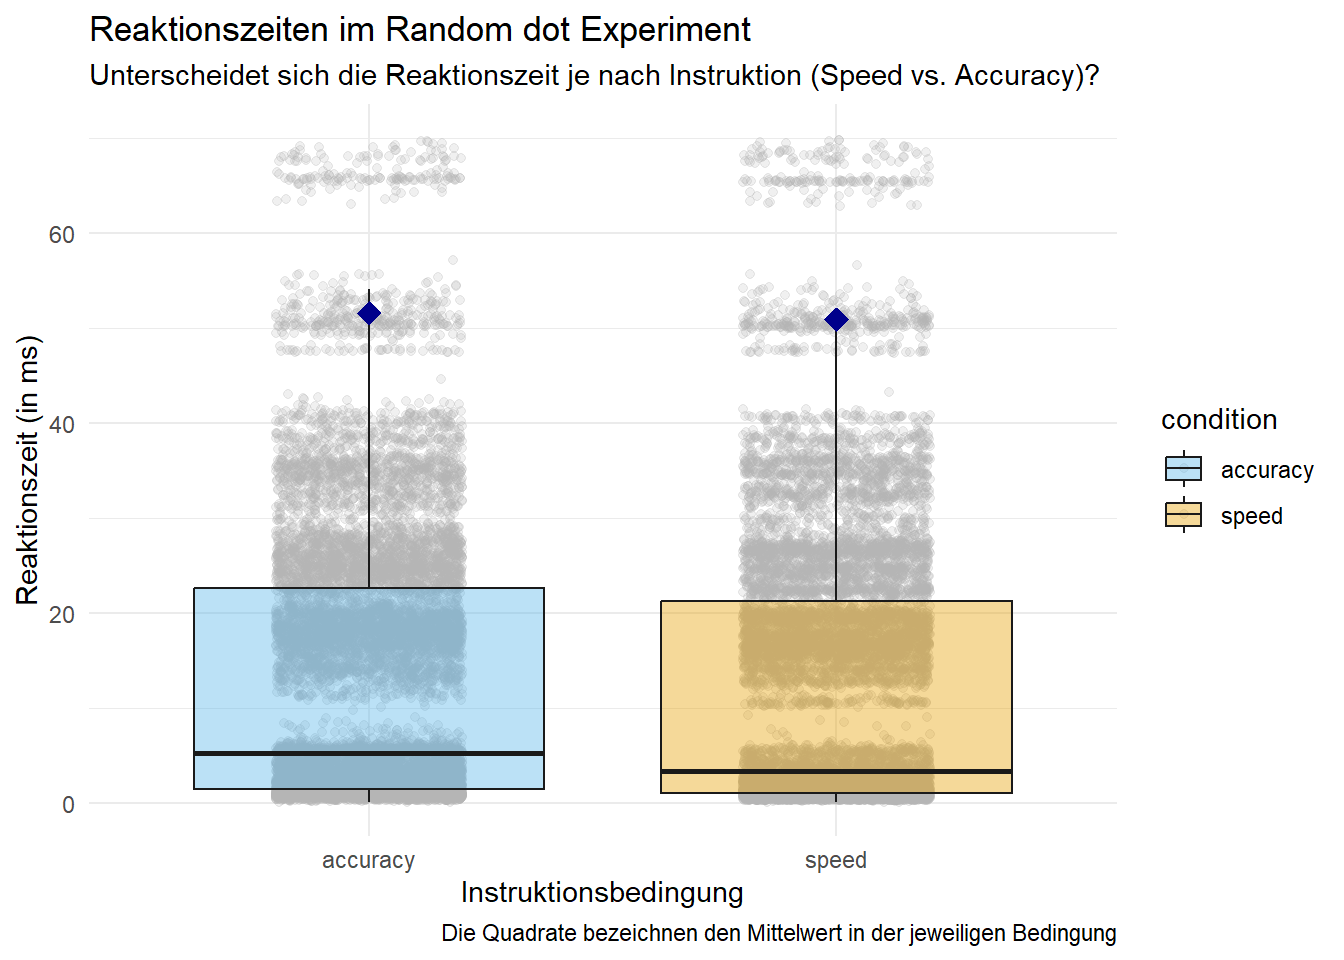 Reaktionszeiten im Random dot Experiment
Unterscheidet sich die Reaktionszeit je nach Instruktion (Speed vs. Accuracy)?
Reaktionszeit (in ms)
60
40
20
0
accuracy
speed
Instruktionsbedingung
Die Quadrate bezeichnen den Mittelwert in der jeweiligen Bedingung
condition
accuracy
speed